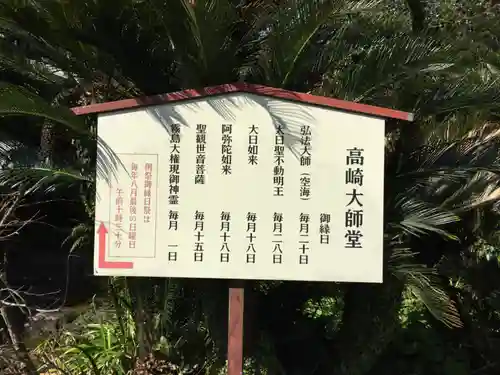 高崎大師堂
御縁日
弘法大師（空海） 毎月二十日
大日聖不動明王 毎月二八日
大日如来 毎月十八日
阿弥陀如来 毎月十八日
聖観世音菩薩 毎月十五日
厳島大権現御神霊 毎月 一日
例祭御縁日祭は
毎年八月最後の日曜日
午前十時三十分